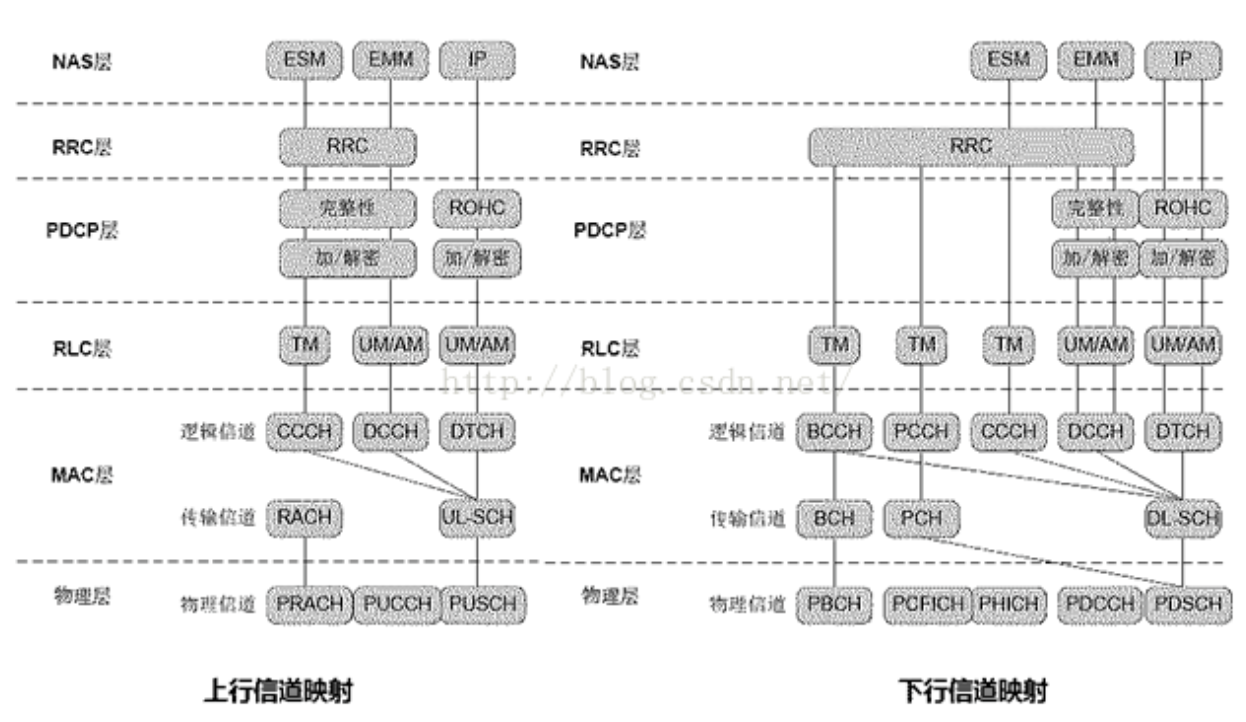 NAS层 ESM EMM IP
RRC层 RRC
PDCP层 完整性 ROHC
加/解密 加/解密
RLC层 TM UM/AM UM/AM
逻辑信道 CCCH DCCH DTCH
MAC层
传输信道 RACH UL-SCH
物理层 物理信道 PRACH PUCCH PUSCH
上行信道映射
NAS层 ESM EMM IP
RRC层 RRC
PDCP层 完整性 ROHC
加/解密 加/解密
RLC层 TM TM TM UM/AM UM/AM
逻辑信道 BCCH PCCH CCCH DCCH DTCH
MAC层
传输信道 BCH PCH DL-SCH
物理层 物理信道 PBCH PCFICH PHICH PDCCH PDSCH
下行信道映射
http://blog.csdn.net/